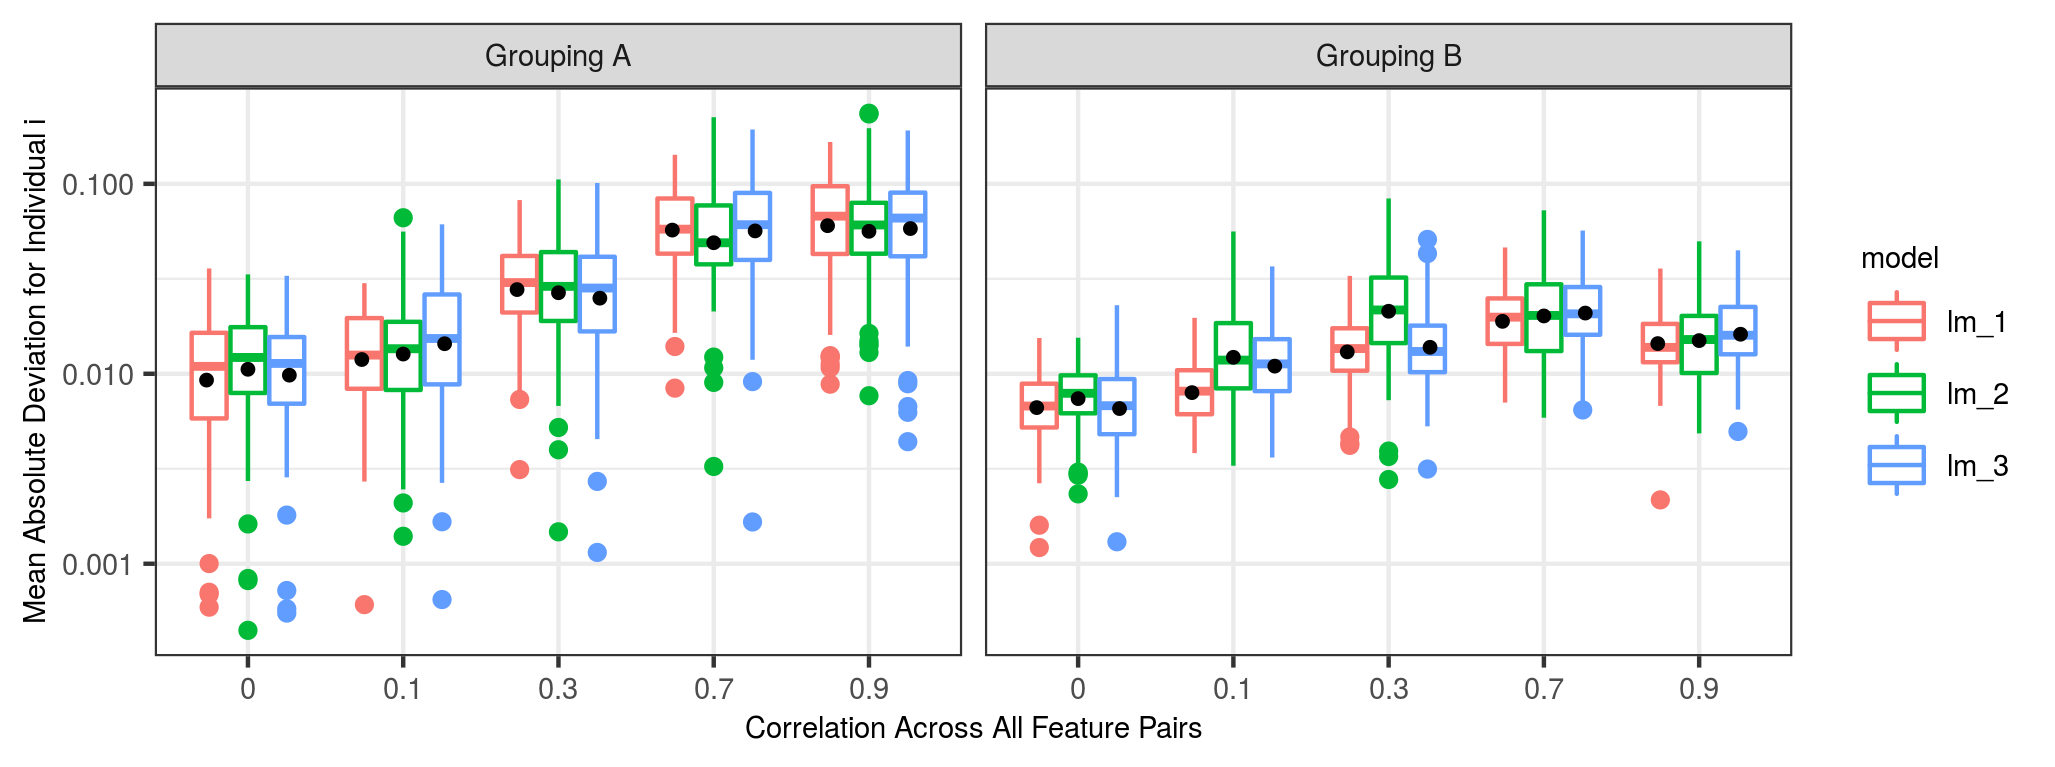 Grouping A
Grouping B
Mean Absolute Deviation for Individual i
0.100
0.010
0.001
0 0.1 0.3 0.7 0.9
0 0.1 0.3 0.7 0.9
Correlation Across All Feature Pairs
model
lm_1
lm_2
lm_3